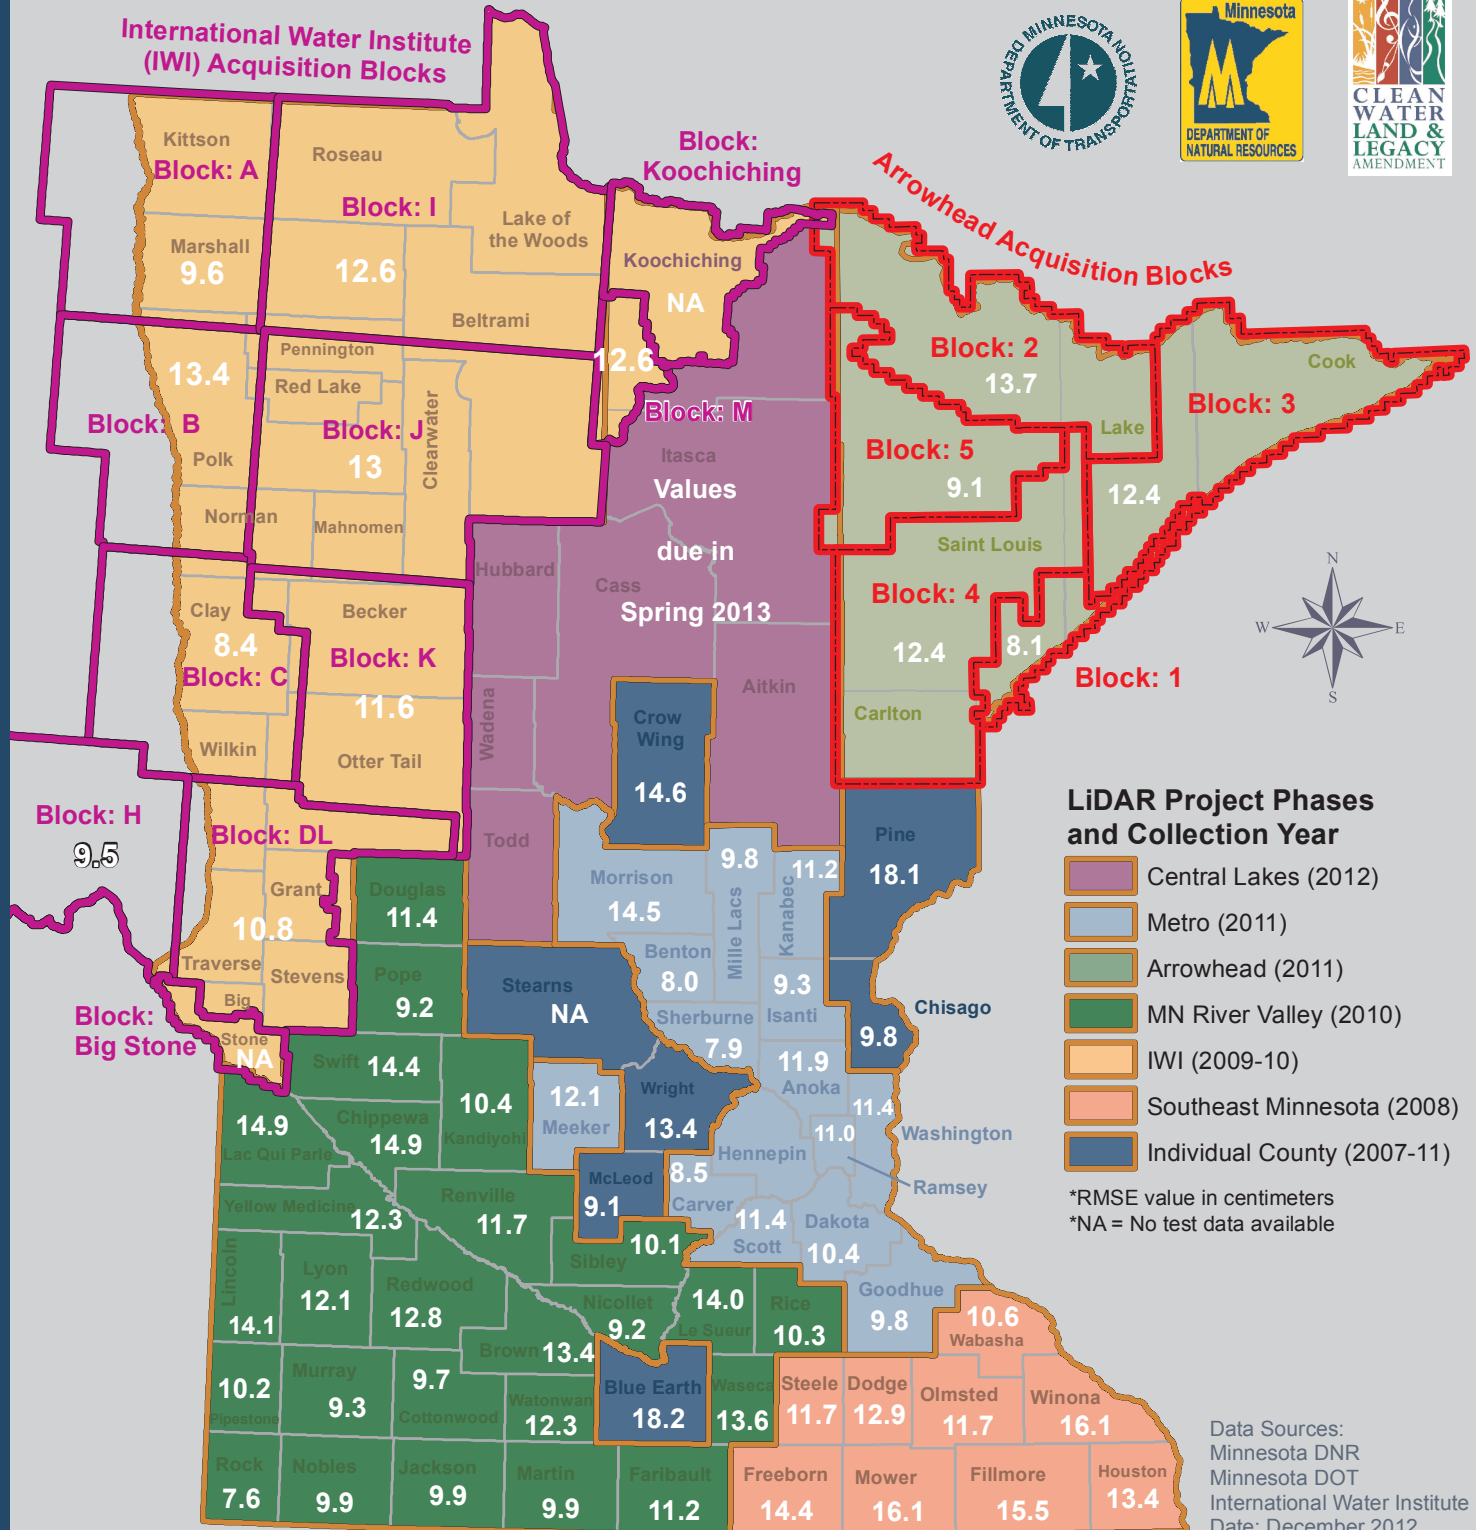 International Water Institute
(IWI) Acquisition Blocks
MINNESOTA
DEPARTMENT OF TRANSPORTATION
Minnesota
DEPARTMENT OF
NATURAL RESOURCES
CLEAN
WATER
LAND &
LEGACY
AMENDMENT
Block:
Koochiching
Arrowhead Acquisition Blocks
Kittson
Block: A
Roseau
Block: I
Lake of
the Woods
Marshall
9.6
12.6
Beltrami
Koochiching
NA
12.6
Block: M
Block: 2
13.7
Cook
Block: 3
Lake
12.4
Block: 5
9.1
Saint Louis
Block: 4
12.4
8.1
Block: 1
Carlton
13.4
Block: B
Polk
Norman
Pennington
Red Lake
Block: J
13
Clearwater
Mahnomen
Itasca
Values
due in
Spring 2013
Hubbard
Cass
Wadena
Aitkin
Todd
Crow
Wing
14.6
Clay
8.4
Block: C
Wilkin
Becker
Block: K
11.6
Otter Tail
N
W
E
S
Block: H
9.5
Block: DL
Grant
10.8
Traverse
Stevens
Big
Stone
NA
Block:
Big Stone
Douglas
11.4
Pope
9.2
Pine
18.1
Morrison
14.5
9.8
Mille Lacs
11.2
Kanabec
Benton
8.0
9.3
Isanti
Sherburne
7.9
Stearns
NA
Chisago
9.8
11.9
Anoka
11.4
Washington
11.0
Ramsey
Hennepin
Wright
13.4
12.1
Meeker
McLeod
9.1
8.5
Carver
11.4
Scott
Dakota
10.4
Goodhue
9.8
Swift
14.4
10.4
Kandiyohi
Chippewa
14.9
14.9
Lac Qui Parle
Yellow Medicine
12.3
Renville
11.7
Sibley
10.1
Lincoln
14.1
Lyon
12.1
Redwood
12.8
Nicollet
9.2
14.0
Le Sueur
Rice
10.3
Brown
13.4
10.2
Pipestone
Murray
9.3
9.7
Cottonwood
Watonwan
12.3
Blue Earth
18.2
Waseca
13.6
Steele
11.7
Dodge
12.9
Olmsted
11.7
10.6
Wabasha
Winona
16.1
Rock
7.6
Nobles
9.9
Jackson
9.9
Martin
9.9
Faribault
11.2
Freeborn
14.4
Mower
16.1
Fillmore
15.5
Houston
13.4
LiDAR Project Phases
and Collection Year
Central Lakes (2012)
Metro (2011)
Arrowhead (2011)
MN River Valley (2010)
IWI (2009-10)
Southeast Minnesota (2008)
Individual County (2007-11)
*RMSE value in centimeters
*NA = No test data available
Data Sources:
Minnesota DNR
Minnesota DOT
International Water Institute
Date: December 2012